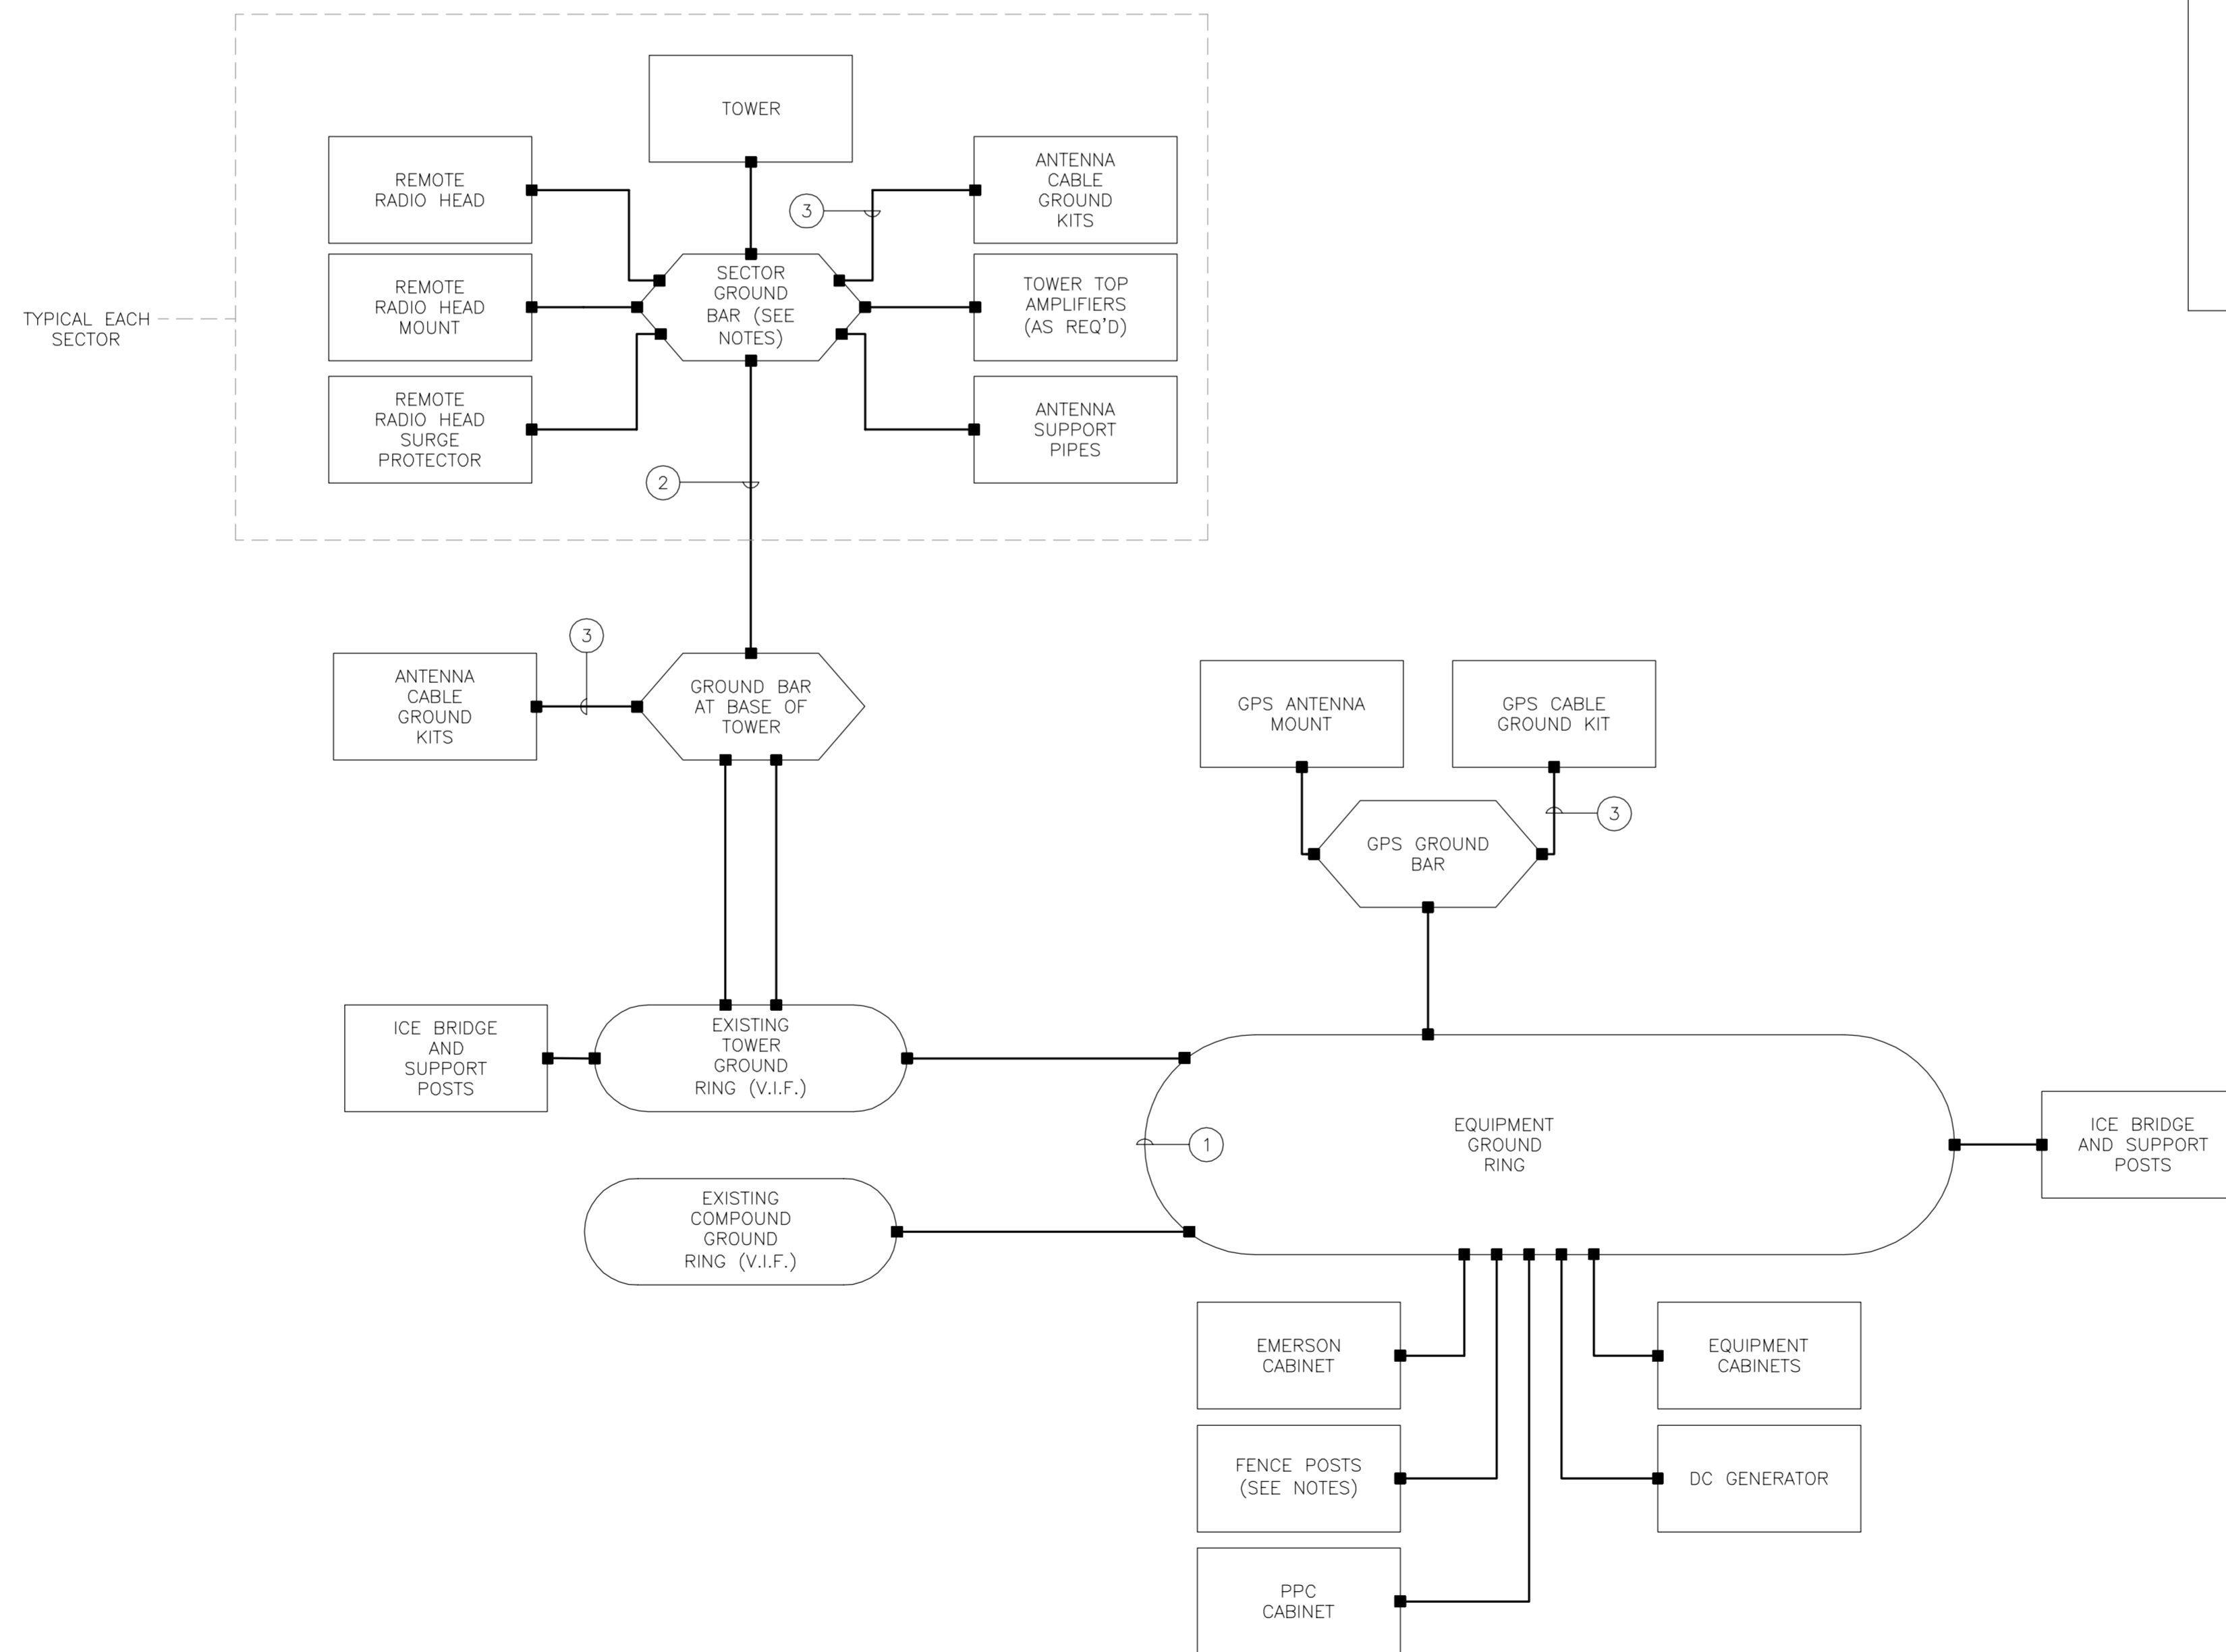 TOWER
REMOTE
RADIO HEAD
3
ANTENNA
CABLE
GROUND
KITS
TYPICAL EACH
SECTOR
REMOTE
RADIO HEAD
MOUNT
SECTOR
GROUND
BAR (SEE
NOTES)
TOWER TOP
AMPLIFIERS
(AS REQ'D)
REMOTE
RADIO HEAD
SURGE
PROTECTOR
ANTENNA
SUPPORT
PIPES
2
3
ANTENNA
CABLE
GROUND
KITS
GROUND BAR
AT BASE OF
TOWER
GPS ANTENNA
MOUNT
GPS CABLE
GROUND KIT
3
GPS GROUND
BAR
ICE BRIDGE
AND
SUPPORT
POSTS
EXISTING
TOWER
GROUND
RING (V.I.F.)
1
EQUIPMENT
GROUND
RING
ICE BRIDGE
AND SUPPORT
POSTS
EXISTING
COMPOUND
GROUND
RING (V.I.F.)
EMERSON
CABINET
EQUIPMENT
CABINETS
FENCE POSTS
(SEE NOTES)
DC GENERATOR
PPC
CABINET